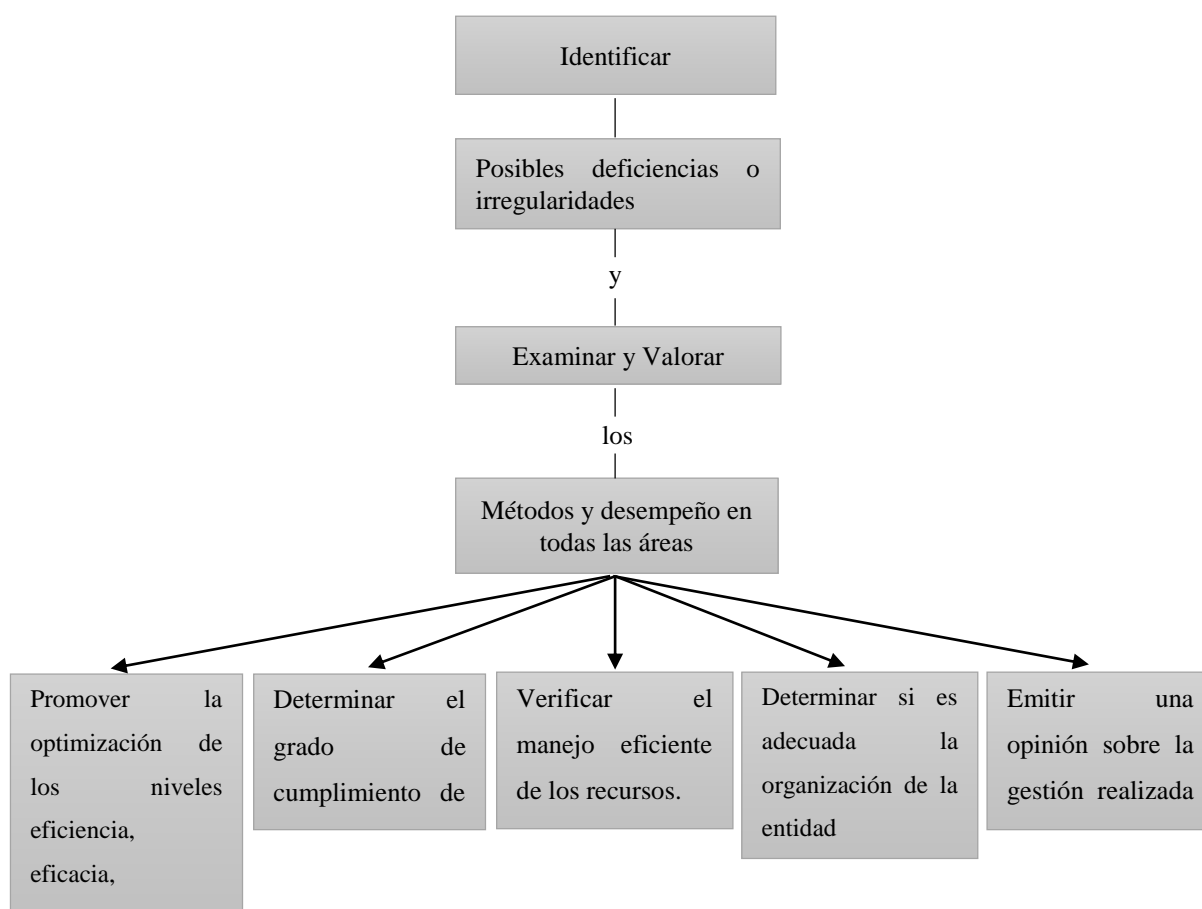 Identificar
Posibles deficiencias o
irregularidades
y
Examinar y Valorar
los
Métodos y desempeño en
todas las áreas
Promover la
optimización de
los niveles
eficiencia,
eficacia,
Determinar el
grado de
cumplimiento de
Verificar el
manejo eficiente
de los recursos.
Determinar si es
adecuada la
organización de la
entidad
Emitir una
opinión sobre la
gestión realizada